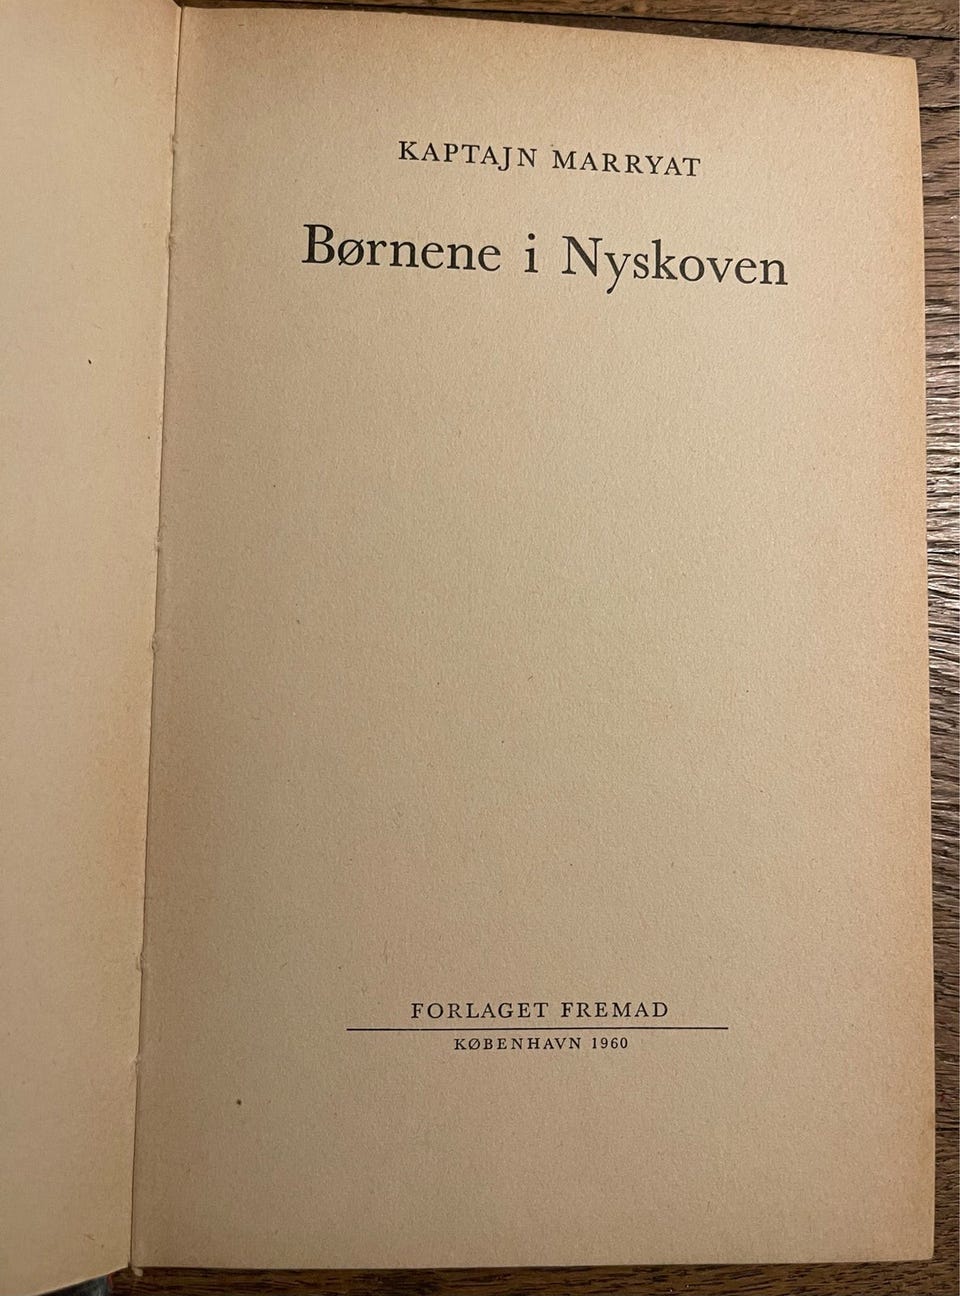 KAPTAJN MARRYAT
Børnene i Nyskoven
FORLAGET FREMAD
KØBENHAVN 1960